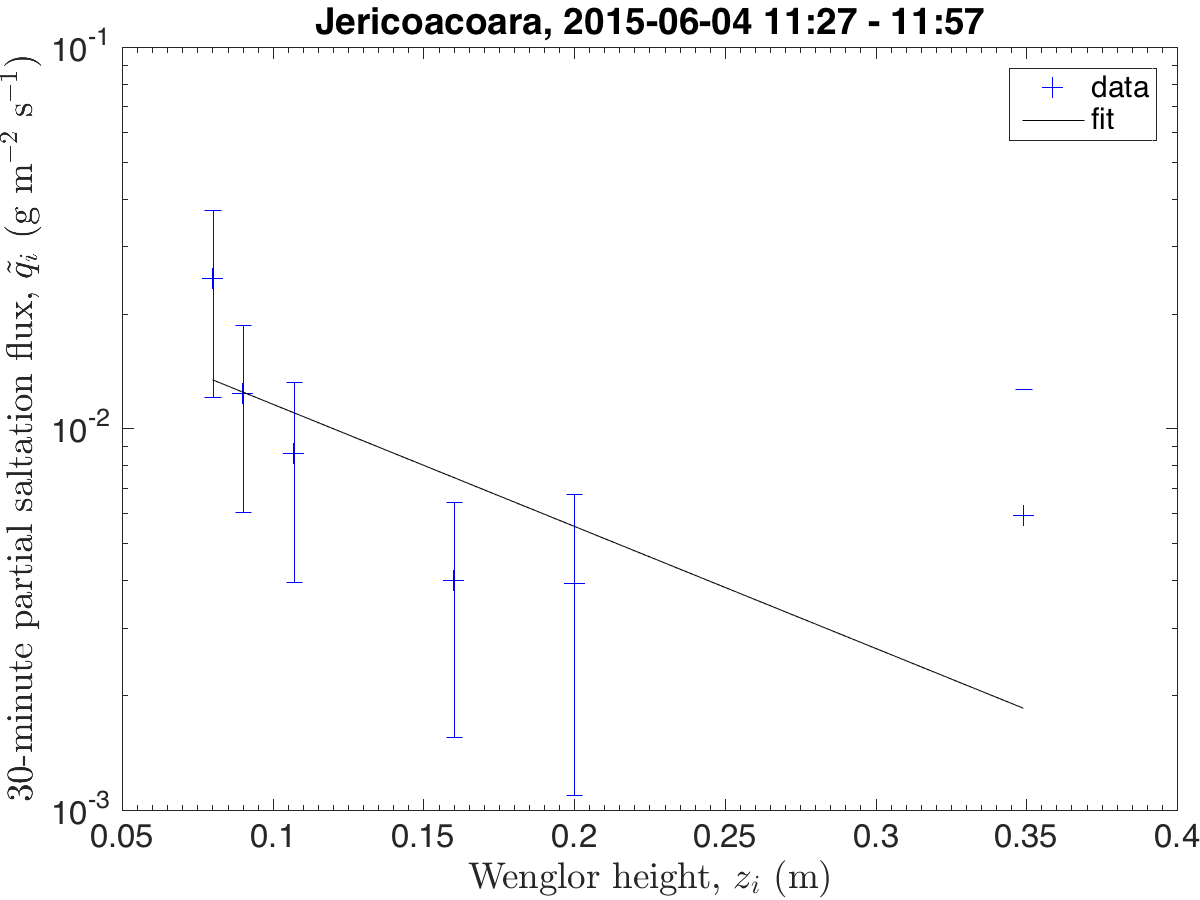 Jericoacoara, 2015-06-04 11:27 - 11:57
10⁻¹
10⁻²
10⁻³
30-minute partial saltation flux, q̃ᵢ (g m⁻² s⁻¹)
data
fit
0.05 0.1 0.15 0.2 0.25 0.3 0.35 0.4
Wenglor height, zᵢ (m)